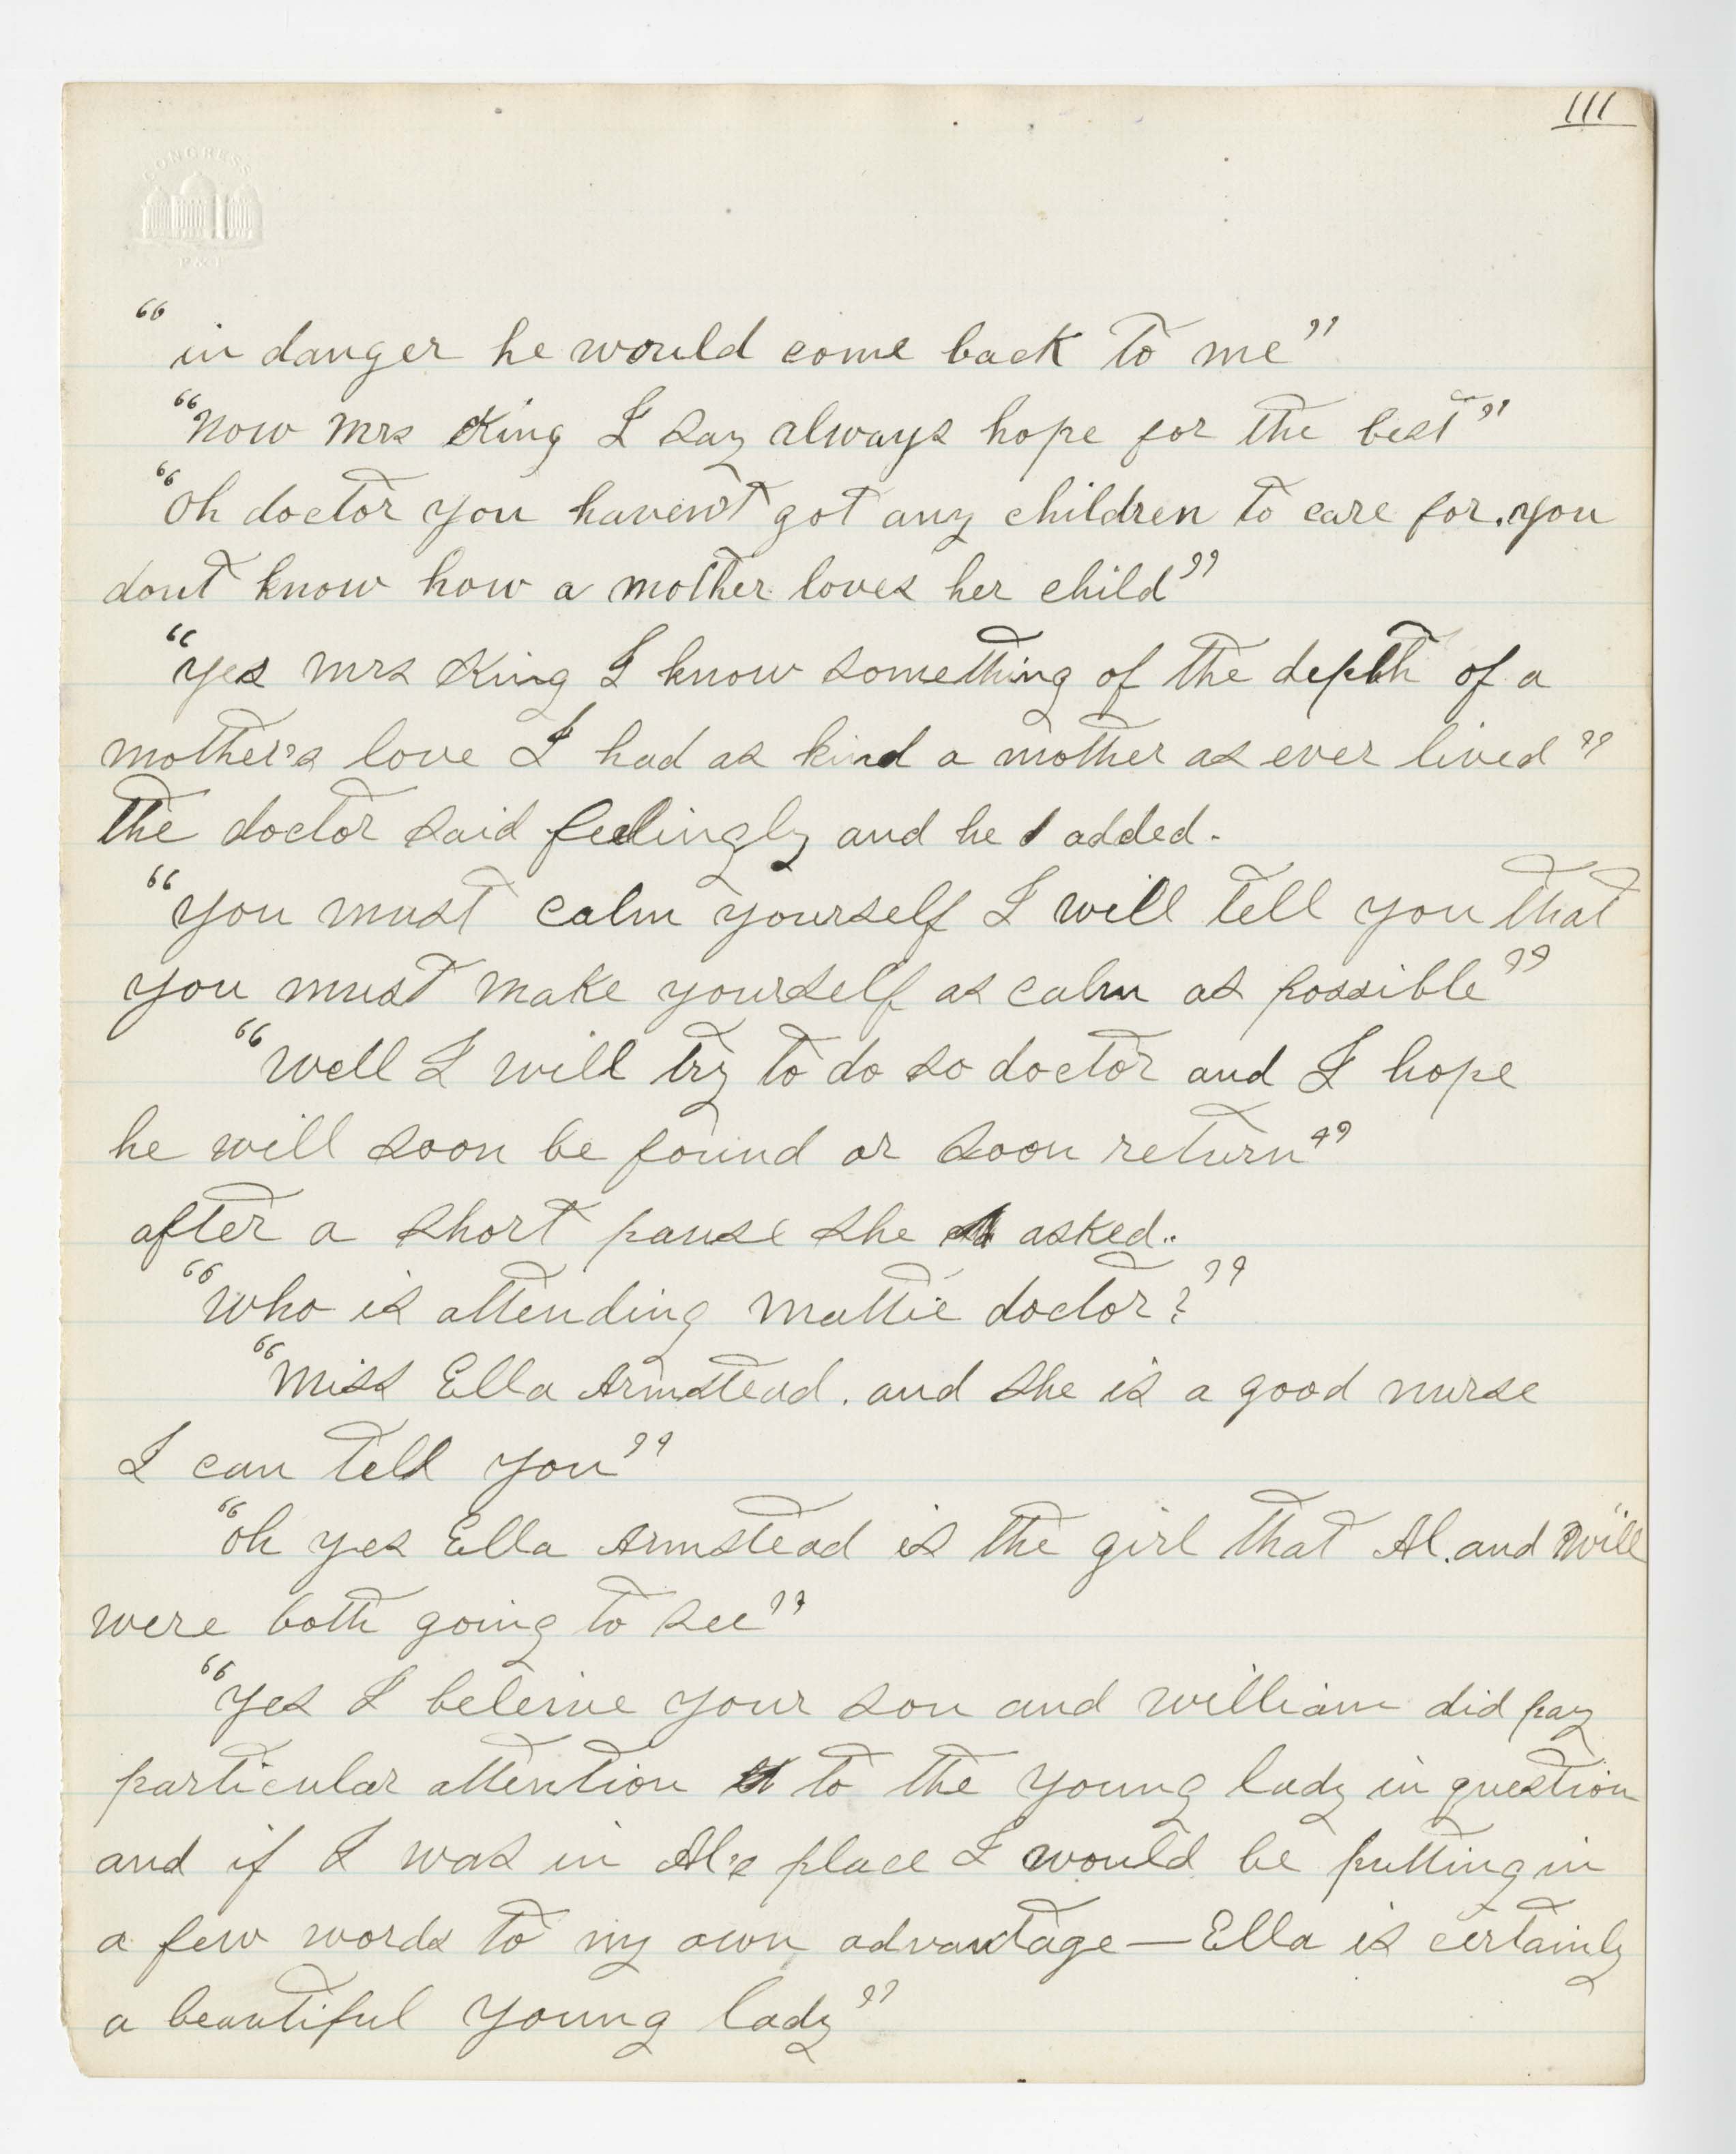 111
CONGRESS
P & P
“in danger he would come back to me”
“Now Mrs King I say always hope for the best”
“Oh doctor you haven't got any children to care for. you
dont know how a mother loves her child”
“Yes Mrs King I know something of the depth of a
mother's love I had as kind a mother as ever lived”
the doctor said feelingly and he added.
“You must calm yourself I will tell you that
you must make yourself as calm as possible”
“Well I will try to do so doctor and I hope
he will soon be found or soon return”
after a short pause she asked..
“Who is attending Mattie doctor?”
“Miss Ella Armstead. and she is a good nurse
I can tell you”
“Oh yes Ella Armstead is the girl that Al. and Will
were both going to see”
“Yes I beleive your son and william did pay
particular attention to the young lady in question
and if I was in Al's place I would be putting in
a few words to my own advantage — Ella is certainly
a beautiful young lady”